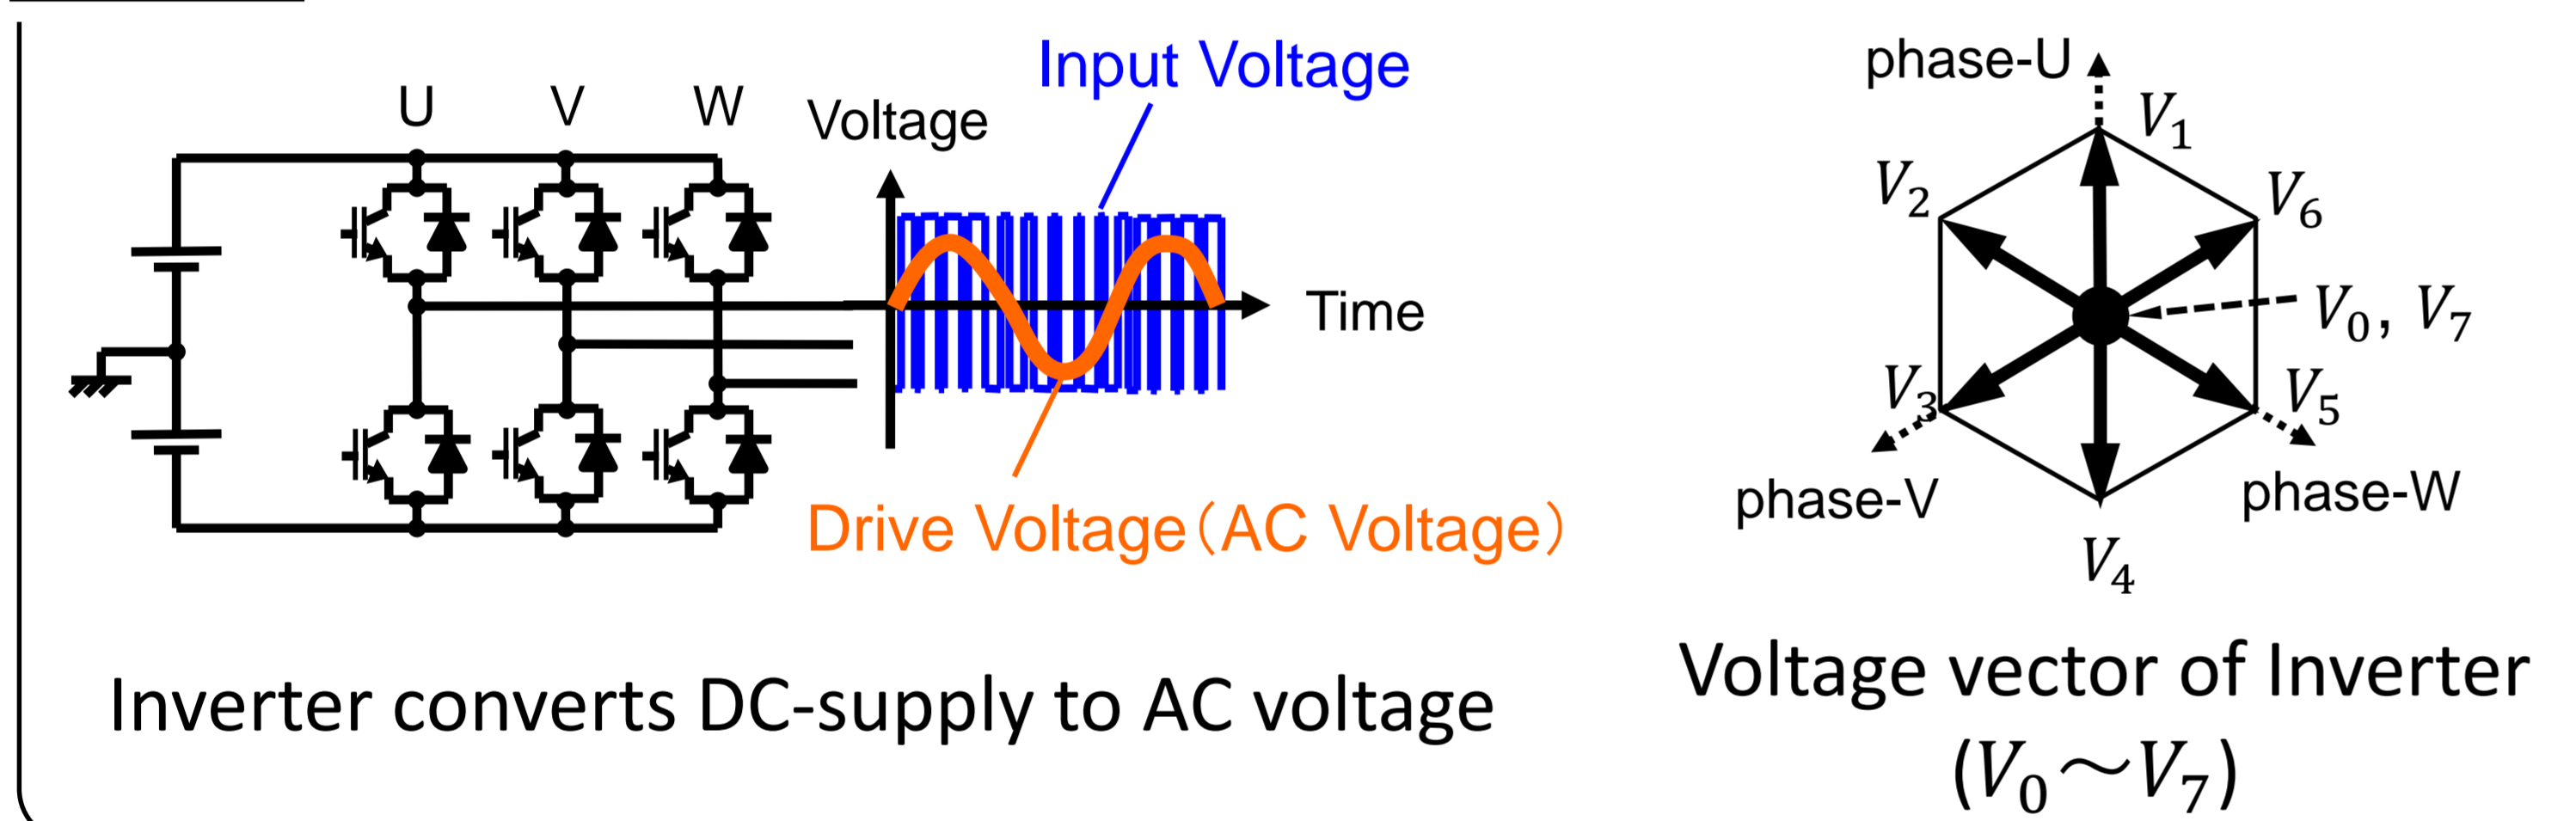 U V W
Voltage
Input Voltage
Time
Drive Voltage(AC Voltage)
Inverter converts DC-supply to AC voltage
phase-U
V₁
V₂
V₆
V₀, V₇
V₃
V₅
phase-V
phase-W
V₄
Voltage vector of Inverter
(V₀～V₇)